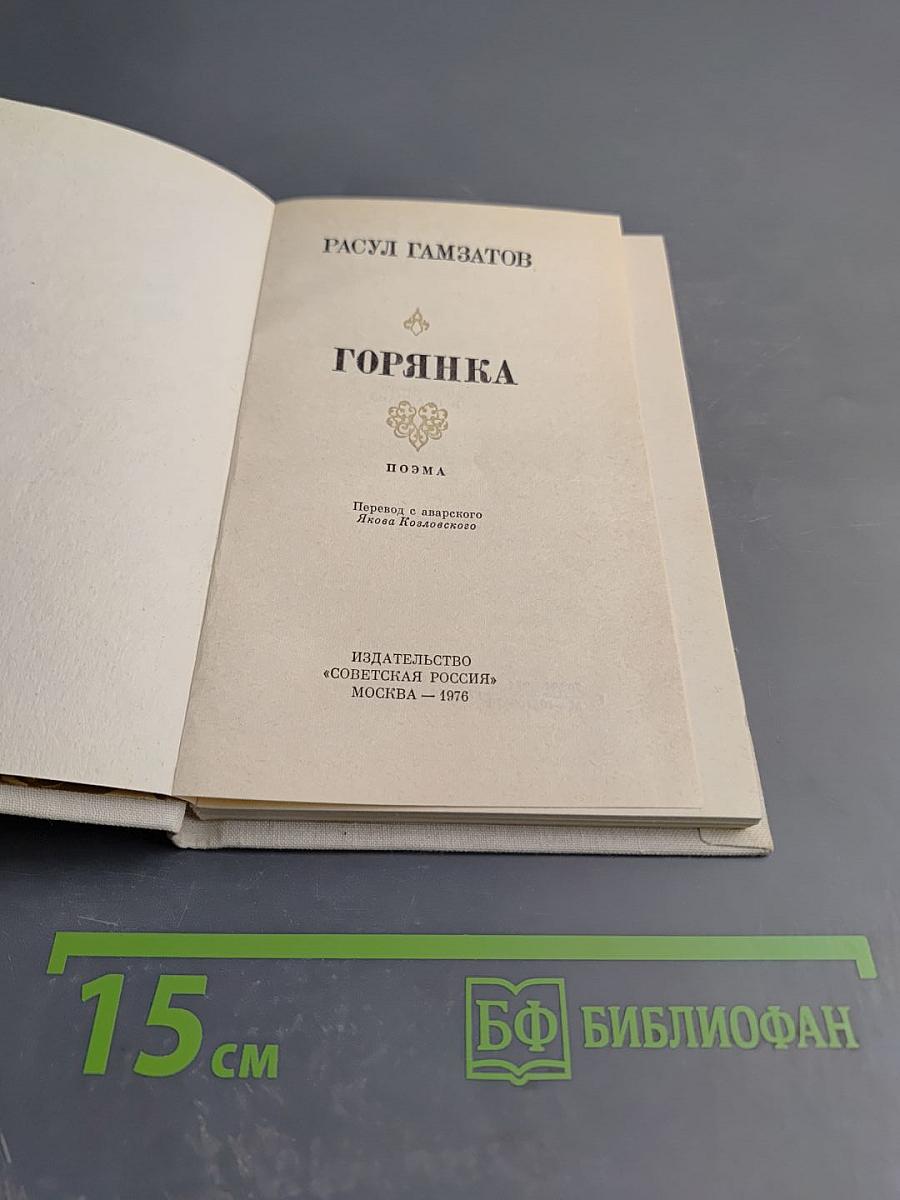 РАСУЛ ГАМЗАТОВ
ГОРЯНКА
ПОЭМА
Перевод с аварского
Якова Козловского
ИЗДАТЕЛЬСТВО
«СОВЕТСКАЯ РОССИЯ»
МОСКВА — 1976
15 см
БФ БИБЛИОФАН